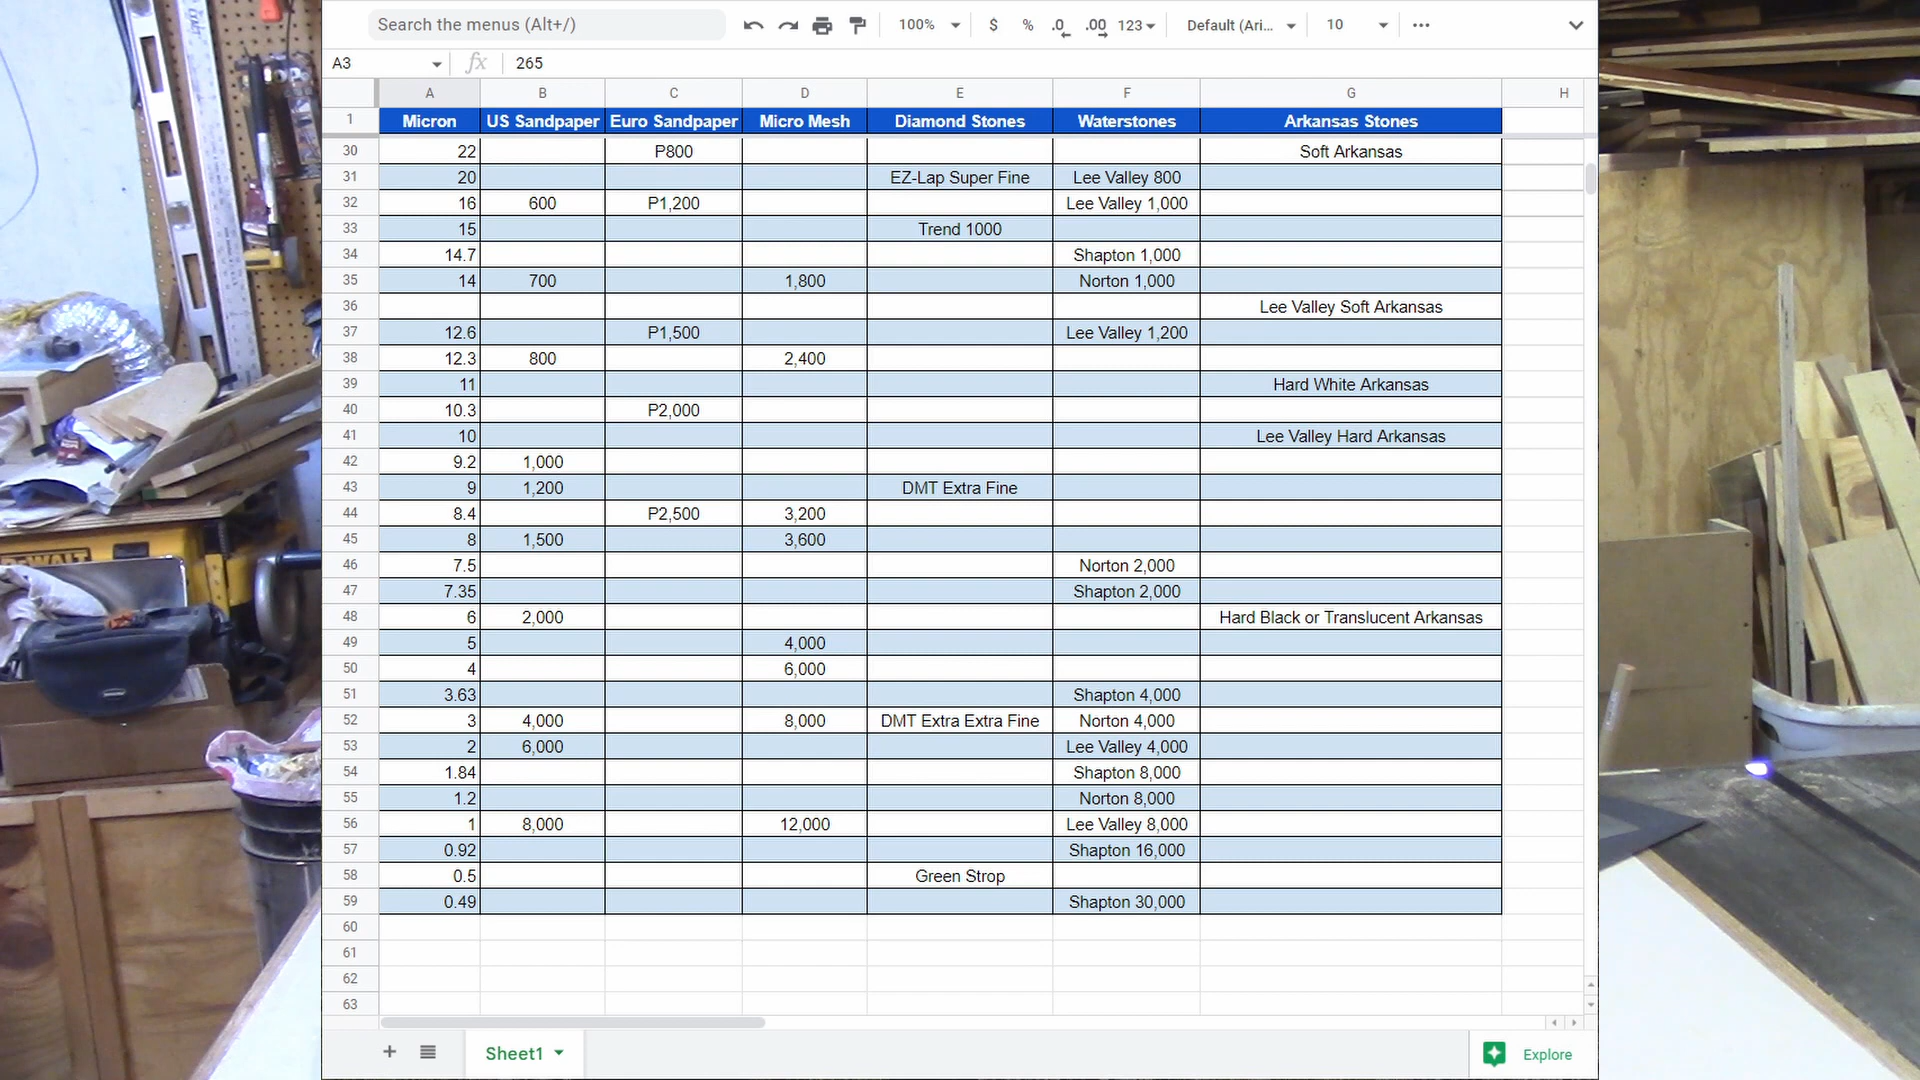 Search the menus (Alt+/)
100%
$ % .0 .00 123
Default (Ari...
10
A3
fx
265
A B C D E F G H
1 Micron US Sandpaper Euro Sandpaper Micro Mesh Diamond Stones Waterstones Arkansas Stones
30 22 P800 Soft Arkansas
31 20 EZ-Lap Super Fine Lee Valley 800
32 16 600 P1,200 Lee Valley 1,000
33 15 Trend 1000
34 14.7 Shapton 1,000
35 14 700 1,800 Norton 1,000
36 Lee Valley Soft Arkansas
37 12.6 P1,500 Lee Valley 1,200
38 12.3 800 2,400
39 11 Hard White Arkansas
40 10.3 P2,000
41 10 Lee Valley Hard Arkansas
42 9.2 1,000
43 9 1,200 DMT Extra Fine
44 8.4 P2,500 3,200
45 8 1,500 3,600
46 7.5 Norton 2,000
47 7.35 Shapton 2,000
48 6 2,000 Hard Black or Translucent Arkansas
49 5 4,000
50 4 6,000
51 3.63 Shapton 4,000
52 3 4,000 8,000 DMT Extra Extra Fine Norton 4,000
53 2 6,000 Lee Valley 4,000
54 1.84 Shapton 8,000
55 1.2 Norton 8,000
56 1 8,000 12,000 Lee Valley 8,000
57 0.92 Shapton 16,000
58 0.5 Green Strop
59 0.49 Shapton 30,000
60
61
62
63
Sheet1
Explore